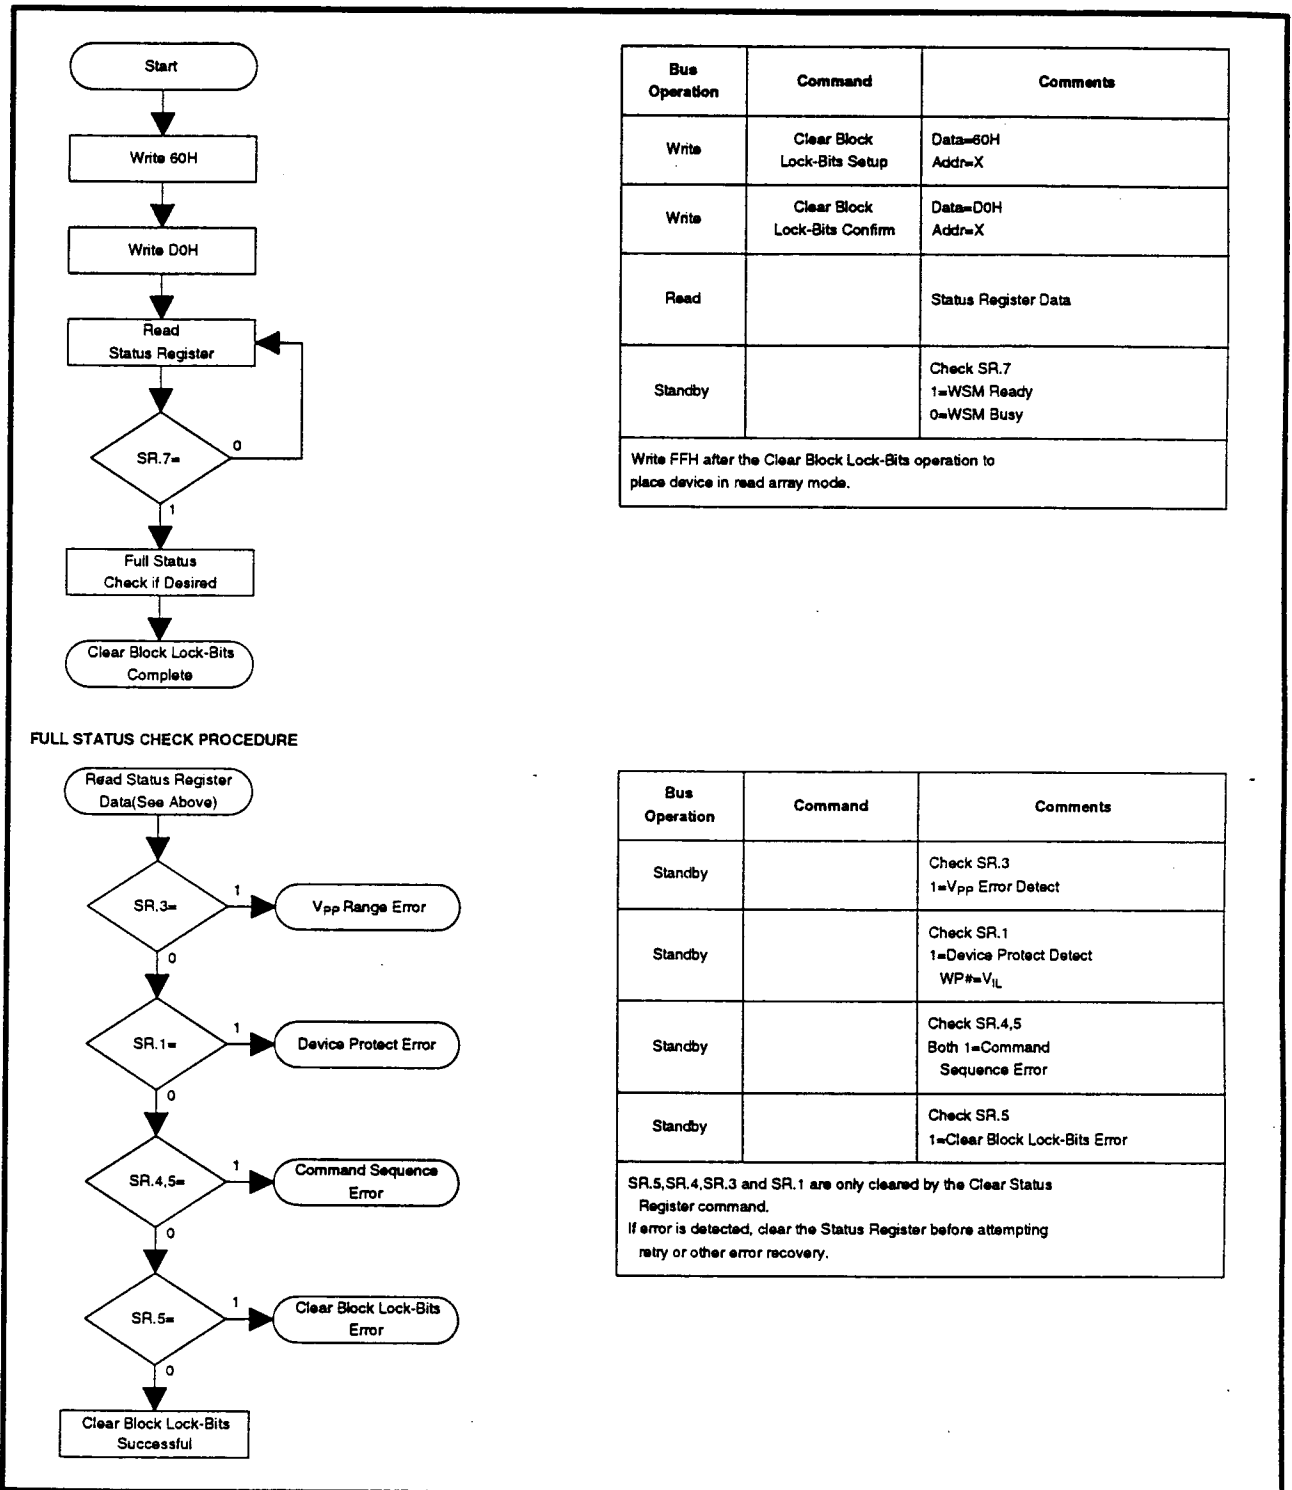 Start
Write 60H
Write D0H
Read
Status Register
SR.7=
0
1
Full Status
Check if Desired
Clear Block Lock-Bits
Complete
Bus
Operation
Command
Comments
Write
Clear Block
Lock-Bits Setup
Data=60H
Addr=X
Write
Clear Block
Lock-Bits Confirm
Data=D0H
Addr=X
Read
Status Register Data
Standby
Check SR.7
1=WSM Ready
0=WSM Busy
Write FFH after the Clear Block Lock-Bits operation to
place device in read array mode.
FULL STATUS CHECK PROCEDURE
Read Status Register
Data(See Above)
SR.3=
1
VPP Range Error
0
SR.1=
1
Device Protect Error
0
SR.4,5=
1
Command Sequence
Error
0
SR.5=
1
Clear Block Lock-Bits
Error
0
Clear Block Lock-Bits
Successful
Bus
Operation
Command
Comments
Standby
Check SR.3
1=VPP Error Detect
Standby
Check SR.1
1=Device Protect Detect
WP#=VIL
Standby
Check SR.4,5
Both 1=Command
Sequence Error
Standby
Check SR.5
1=Clear Block Lock-Bits Error
SR.5,SR.4,SR.3 and SR.1 are only cleared by the Clear Status
Register command.
If error is detected, clear the Status Register before attempting
retry or other error recovery.